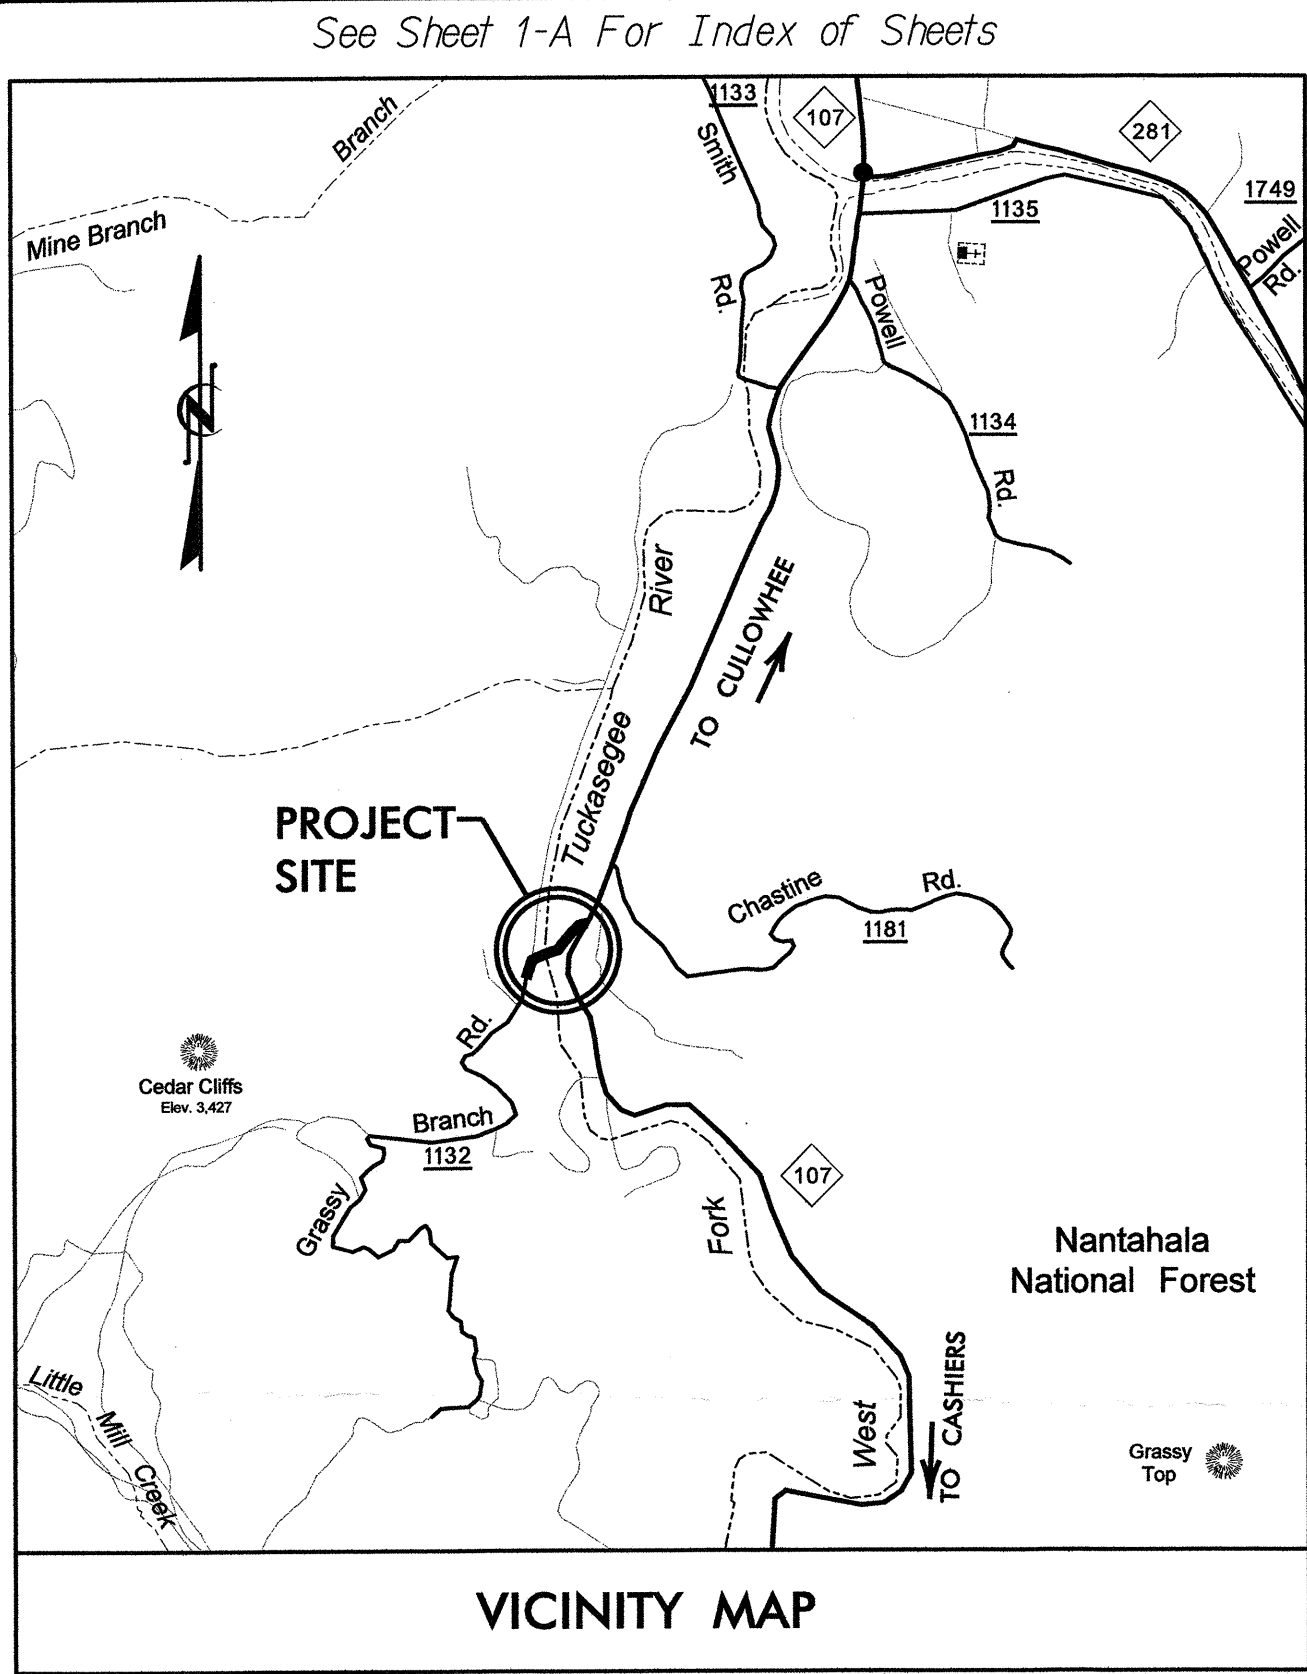 See Sheet 1-A For Index of Sheets
1133
107
281
Branch
Smith
1749
Mine Branch
1135
Powell
Rd.
Rd.
Powell
N
1134
Rd.
River
TO CULLOWHEE
Tuckasegee
PROJECT
SITE
Chastine
Rd.
1181
Rd.
Cedar Cliffs
Elev. 3,427
Branch
1132
107
Grassy
Fork
Nantahala
National Forest
TO CASHIERS
Little
Mill
Creek
West
Grassy
Top
VICINITY MAP